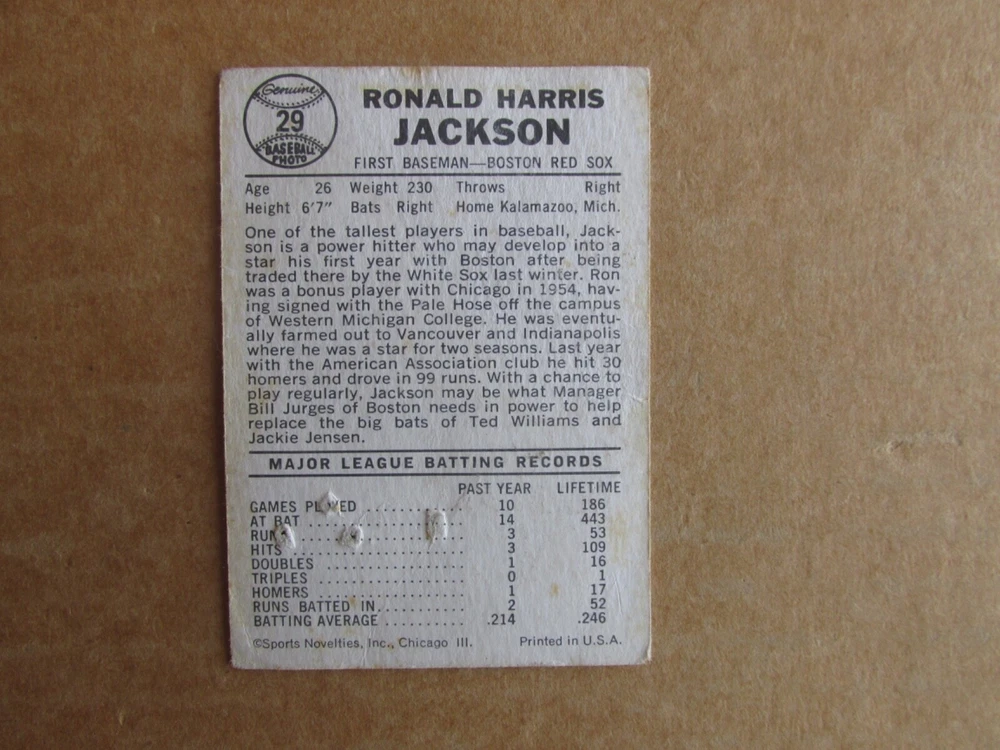 Genuine
29
BASEBALL
PHOTO
RONALD HARRIS
JACKSON
FIRST BASEMAN—BOSTON RED SOX
Age 26 Weight 230 Throws Right
Height 6'7" Bats Right Home Kalamazoo, Mich.
One of the tallest players in baseball, Jack-
son is a power hitter who may develop into a
star his first year with Boston after being
traded there by the White Sox last winter. Ron
was a bonus player with Chicago in 1954, hav-
ing signed with the Pale Hose off the campus
of Western Michigan College. He was eventu-
ally farmed out to Vancouver and Indianapolis
where he was a star for two seasons. Last year
with the American Association club he hit 30
homers and drove in 99 runs. With a chance to
play regularly, Jackson may be what Manager
Bill Jurges of Boston needs in power to help
replace the big bats of Ted Williams and
Jackie Jensen.
MAJOR LEAGUE BATTING RECORDS
PAST YEAR LIFETIME
GAMES PLAYED .......... 10 186
AT BAT .......... 14 443
RUNS .......... 3 53
HITS .......... 3 109
DOUBLES .......... 1 16
TRIPLES .......... 0 1
HOMERS .......... 1 17
RUNS BATTED IN .......... 2 52
BATTING AVERAGE .......... .214 .246
©Sports Novelties, Inc., Chicago Ill. Printed in U.S.A.